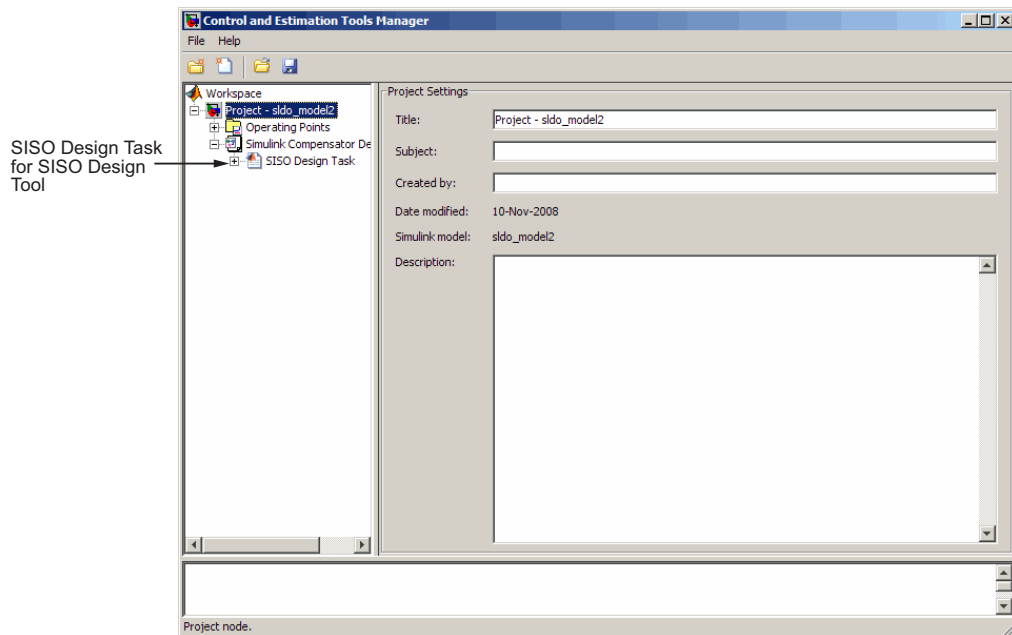 Control and Estimation Tools Manager
File Help
Workspace
Project - sldo_model2
Operating Points
Simulink Compensator De
SISO Design Task
SISO Design Task
for SISO Design
Tool
Project Settings
Title: Project - sldo_model2
Subject:
Created by:
Date modified: 10-Nov-2008
Simulink model: sldo_model2
Description:
Project node.